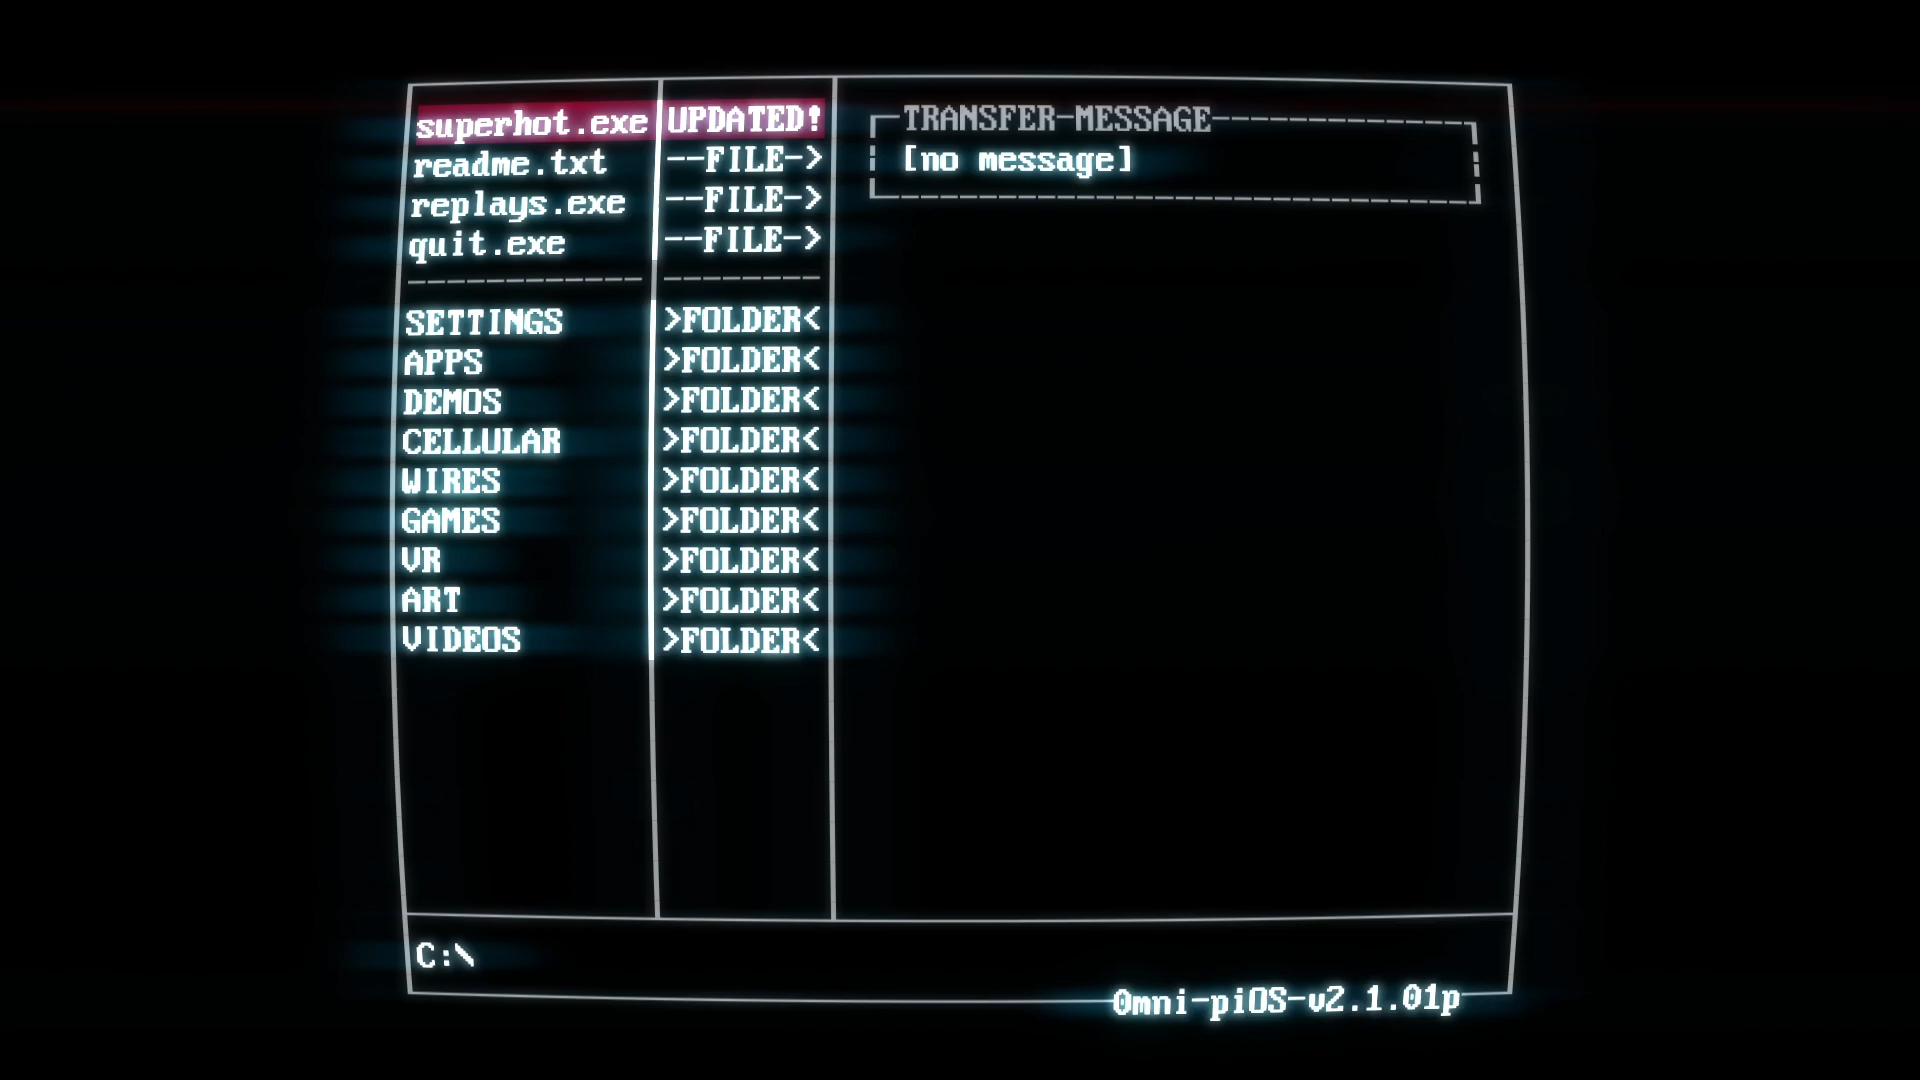 superhot.exe UPDATED!
readme.txt --FILE->
replays.exe --FILE->
quit.exe --FILE->
SETTINGS >FOLDER<
APPS >FOLDER<
DEMOS >FOLDER<
CELLULAR >FOLDER<
WIRES >FOLDER<
GAMES >FOLDER<
VR >FOLDER<
ART >FOLDER<
VIDEOS >FOLDER<
TRANSFER-MESSAGE
[no message]
C:\
0mni-piOS-v2.1.01p